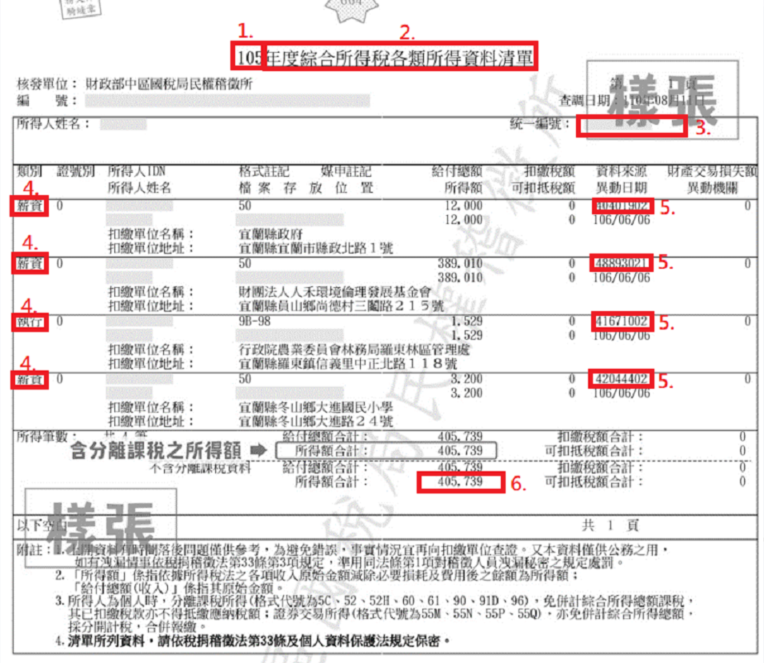 1.
2.
105年度綜合所得稅各類所得資料清單
核發單位： 財政部中區國稅局民權稽徵所
編 號：
查調日期：
樣張
所得人姓名：
統一編號：
3.
類別 證號別 所得人IDN 格式註記 媒申註記 給付總額 扣繳稅額 資料來源 財產交易損失額
所得人姓名 檔案存放位置 所得額 可扣抵稅額 異動日期 異動機關
4.
薪資 0 50 12,000 0 40401902 5. 0
12,000 0 106/06/06
扣繳單位名稱： 宜蘭縣政府
扣繳單位地址： 宜蘭縣宜蘭市縣政北路1號
4.
薪資 0 50 389,010 0 48893021 5. 0
389,010 0 106/06/06
扣繳單位名稱： 財團法人人禾環境倫理發展基金會
扣繳單位地址： 宜蘭縣員山鄉尚德村三鬮路215號
4.
執行 0 9B-98 1,529 0 41671002 5. 0
1,529 0 106/06/06
扣繳單位名稱： 行政院農業委員會林務局羅東林區管理處
扣繳單位地址： 宜蘭縣羅東鎮信義里中正北路118號
4.
薪資 0 50 3,200 0 42044402 5. 0
3,200 0 106/06/06
扣繳單位名稱： 宜蘭縣冬山鄉大進國民小學
扣繳單位地址： 宜蘭縣冬山鄉大進路24號
所得筆數： 共 4 筆 給付總額合計： 405,739 扣繳稅額合計： 0
含分離課稅之所得額 ➡ 所得額合計： 405,739 可扣抵稅額合計： 0
不含分離課稅資料 給付總額合計： 405,739 扣繳稅額合計： 0
所得額合計： 405,739 6. 可扣抵稅額合計： 0
樣張
以下空白 共 1 頁
附註：1.上開資料有時間落後問題僅供參考，為避免錯誤，事實情況宜再向扣繳單位查證。又本資料僅供公務之用，
如有洩漏情事依稅捐稽徵法第33條第3項規定，準用同法條第1項對稽徵人員洩漏秘密之規定處罰。
2.「所得額」係指依據所得稅法之各項收入原始金額減除必要損耗及費用後之餘額為所得額；
「給付總額(收入)」係指其原始金額。
3.所得人為個人時，分離課稅所得(格式代號為5C、52、52H、60、61、90、91D、96)，免併計綜合所得總額課稅，
其已扣繳稅款亦不得抵繳應納稅額；證券交易所得(格式代號為55M、55N、55P、55Q)，亦免併計綜合所得總額，
採分開計稅，合併報繳。
4.清單所列資料，請依稅捐稽徵法第33條及個人資料保護法規定保密。